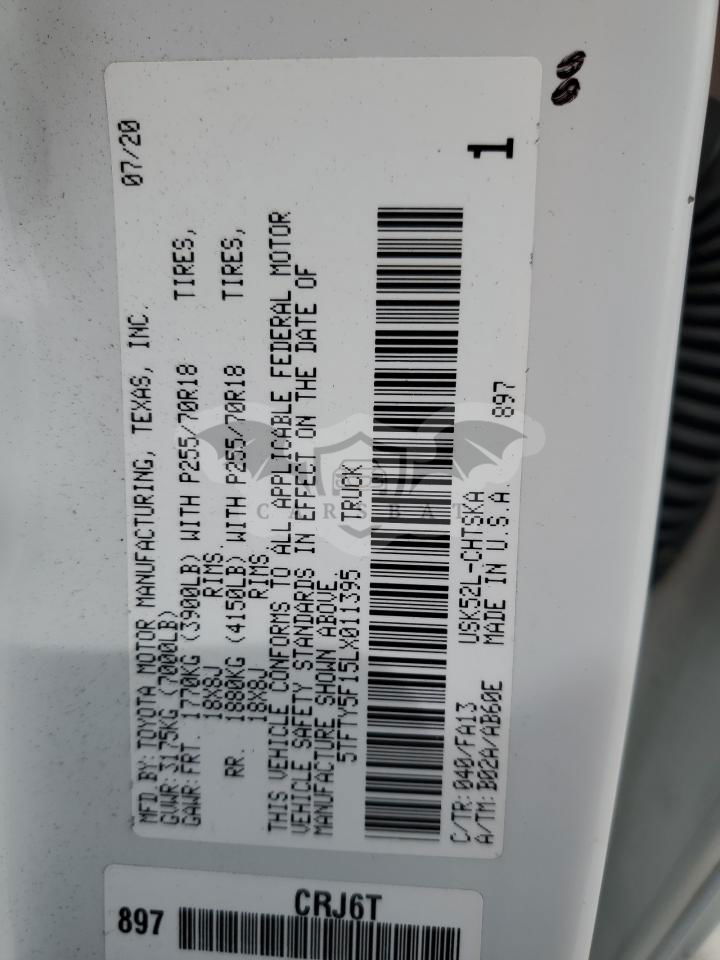 07/20
MFD.BY:TOYOTA MOTOR MANUFACTURING, TEXAS, INC.
GVWR:3175KG (7000LB)
GAWR:FRT. 1770KG (3900LB) WITH P255/70R18 TIRES,
18X8J RIMS.
RR. 1880KG (4150LB) WITH P255/70R18 TIRES,
18X8J RIMS.
THIS VEHICLE CONFORMS TO ALL APPLICABLE FEDERAL MOTOR
VEHICLE SAFETY STANDARDS IN EFFECT ON THE DATE OF
MANUFACTURE SHOWN ABOVE.
5TFTY5F15LX011395 TRUCK
1
C/TR:040/FA13 USK52L-CHTSKA
A/TM:B02A/AB60E MADE IN U.S.A 897
CARSBAT
CRJ6T
897